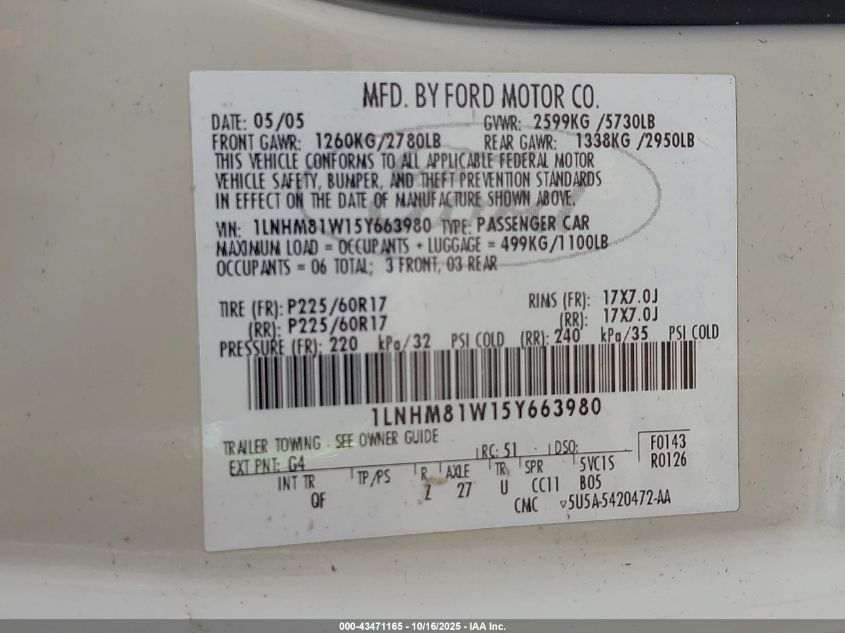 MFD. BY FORD MOTOR CO.
DATE: 05/05 GVWR: 2599KG /5730LB
FRONT GAWR: 1260KG/2780LB REAR GAWR: 1338KG /2950LB
THIS VEHICLE CONFORMS TO ALL APPLICABLE FEDERAL MOTOR
VEHICLE SAFETY, BUMPER, AND THEFT PREVENTION STANDARDS
IN EFFECT ON THE DATE OF MANUFACTURE SHOWN ABOVE.
VIN: 1LNHM81W15Y663980 TYPE: PASSENGER CAR
MAXIMUM LOAD = OCCUPANTS + LUGGAGE = 499KG/1100LB
OCCUPANTS = 06 TOTAL; 3 FRONT, 03 REAR
TIRE (FR): P225/60R17 RIMS (FR): 17X7.0J
(RR): P225/60R17 (RR): 17X7.0J
PRESSURE (FR): 220 kPa/32 PSI COLD (RR): 240 kPa/35 PSI COLD
1LNHM81W15Y663980
TRAILER TOWING - SEE OWNER GUIDE
EXT PNT: G4 RC: 51 DSO: F0143
R0126
INT TR TP/PS R AXLE TR SPR 5VC1S
QF Z 27 U CC11 B05
CMC ▿5U5A-5420472-AA
000-43471165 - 10/16/2025 - IAA Inc.